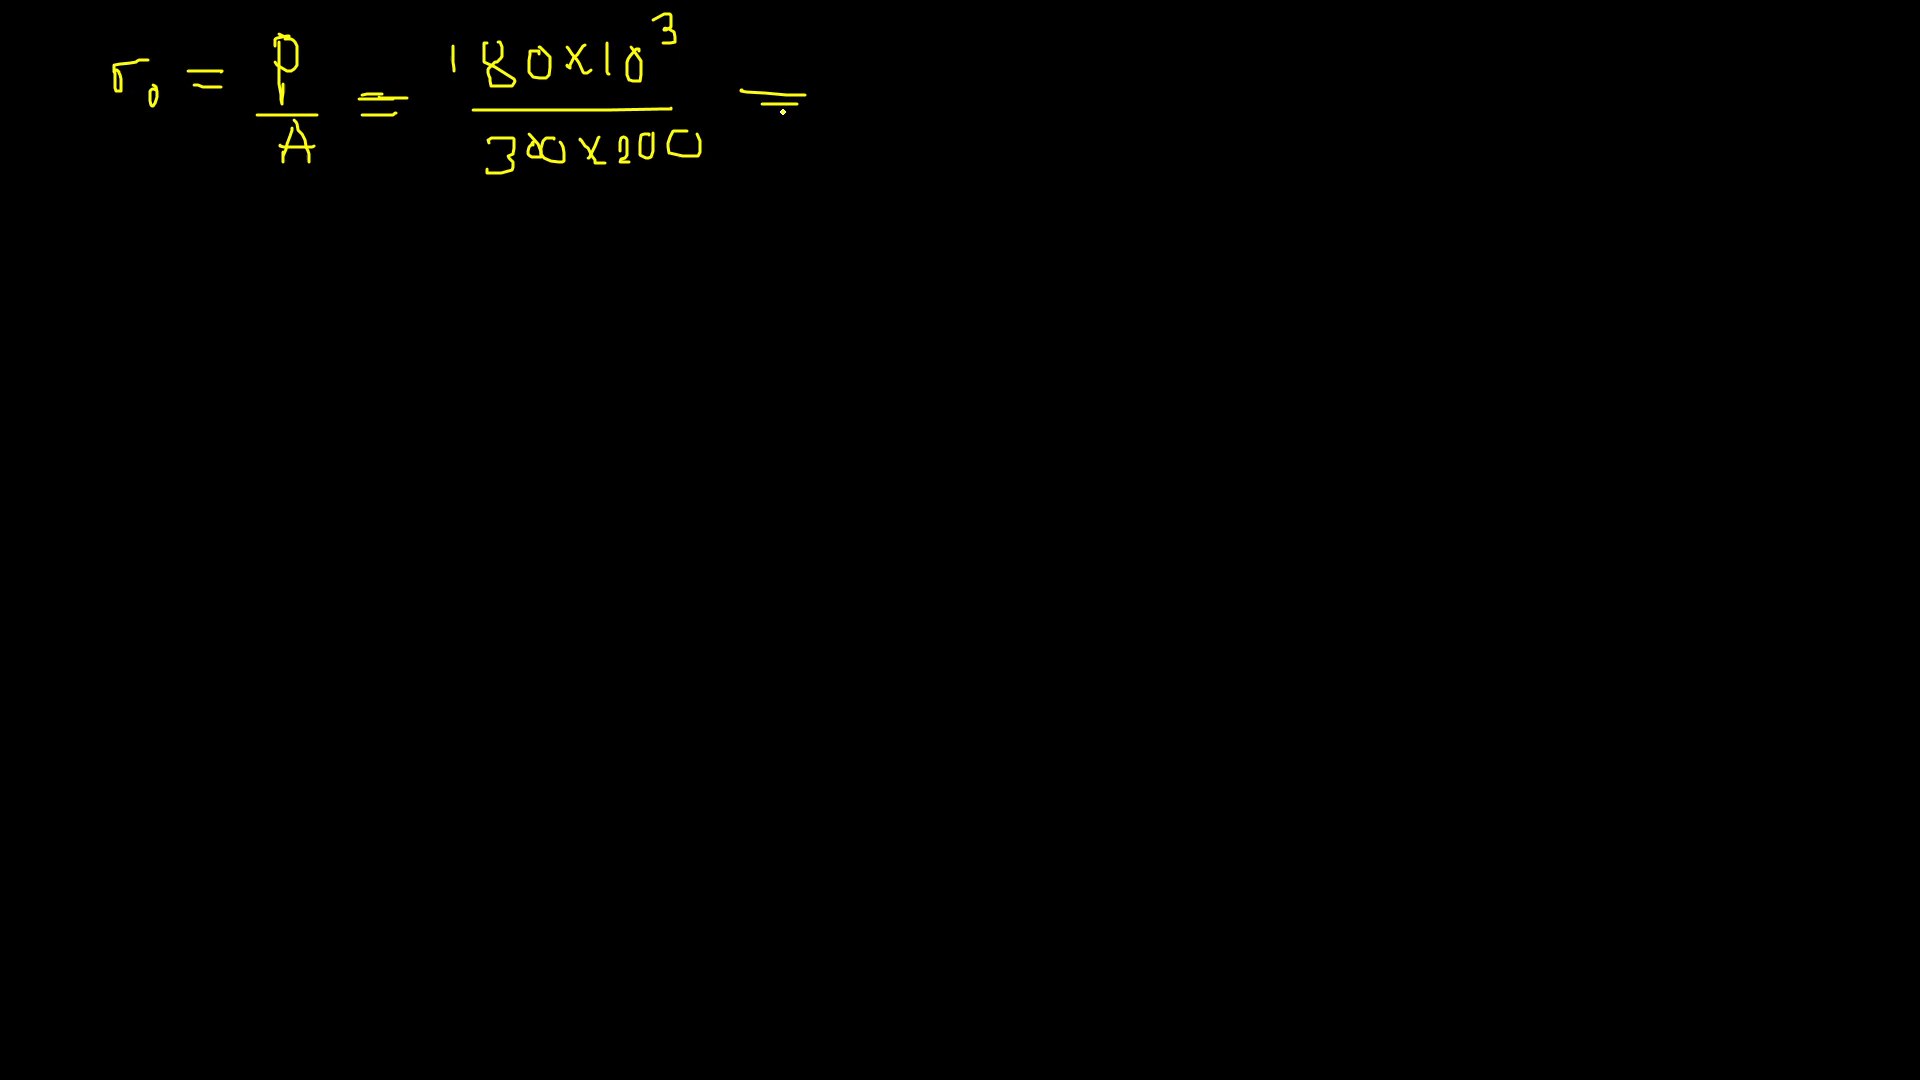 σ₀ = P/A = 180×10³/300×200 =